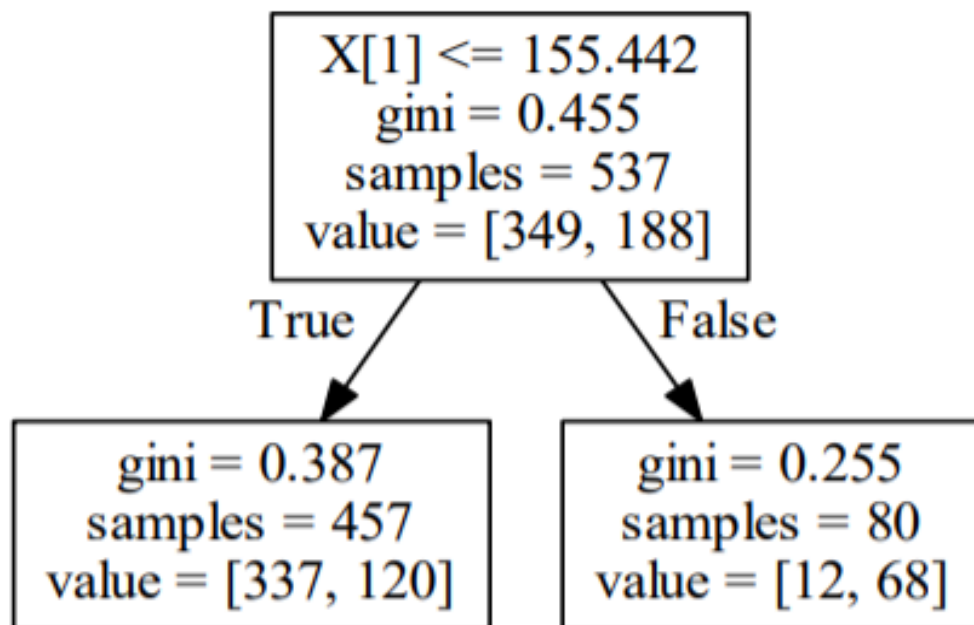 X[1] <= 155.442
gini = 0.455
samples = 537
value = [349, 188]
True
False
gini = 0.387
samples = 457
value = [337, 120]
gini = 0.255
samples = 80
value = [12, 68]